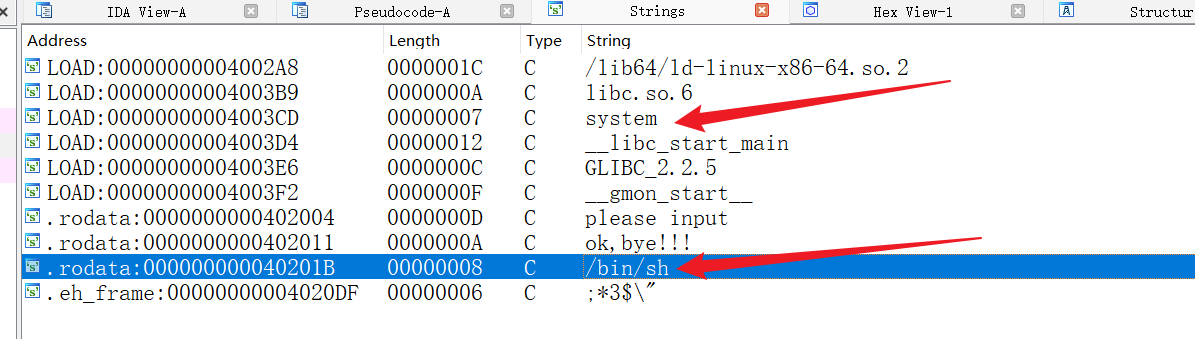 IDA View-A Pseudocode-A Strings Hex View-1 Structur
Address Length Type String
LOAD:00000000004002A8 0000001C C /lib64/ld-linux-x86-64.so.2
LOAD:00000000004003B9 0000000A C libc.so.6
LOAD:00000000004003CD 00000007 C system
LOAD:00000000004003D4 00000012 C __libc_start_main
LOAD:00000000004003E6 0000000C C GLIBC_2.2.5
LOAD:00000000004003F2 0000000F C __gmon_start__
.rodata:0000000000402004 0000000D C please input
.rodata:0000000000402011 0000000A C ok,bye!!!
.rodata:000000000040201B 00000008 C /bin/sh
.eh_frame:00000000004020DF 00000006 C ;*3$\"